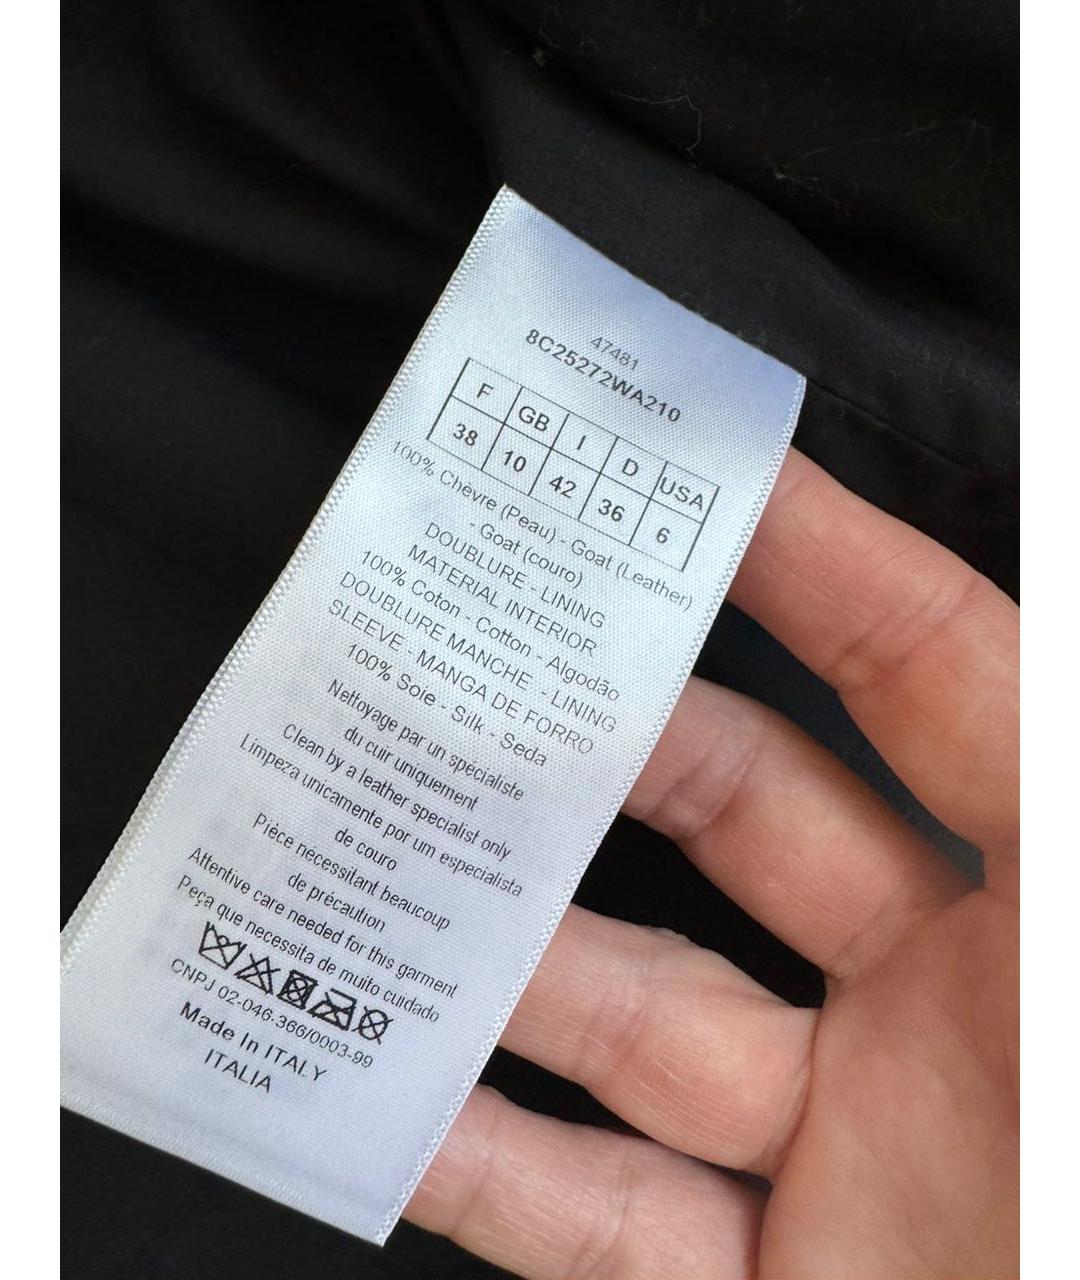 47481
8C25272WA210
F GB I D USA
38 10 42 36 6
100% Chevre (Peau) - Goat (Leather)
- Goat (couro)
DOUBLURE - LINING
MATERIAL INTERIOR
100% Coton - Cotton - Algodão
DOUBLURE MANCHE - LINING
SLEEVE - MANGA DE FORRO
100% Soie - Silk - Seda
Nettoyage par un spécialiste
du cuir uniquement
Clean by a leather specialist only
Limpeza unicamente por um especialista
de couro
Pièce nécessitant beaucoup
de précaution
Attentive care needed for this garment
Peça que necessita de muito cuidado
CNPJ 02-046-366/0003-99
Made In ITALY
ITALIA